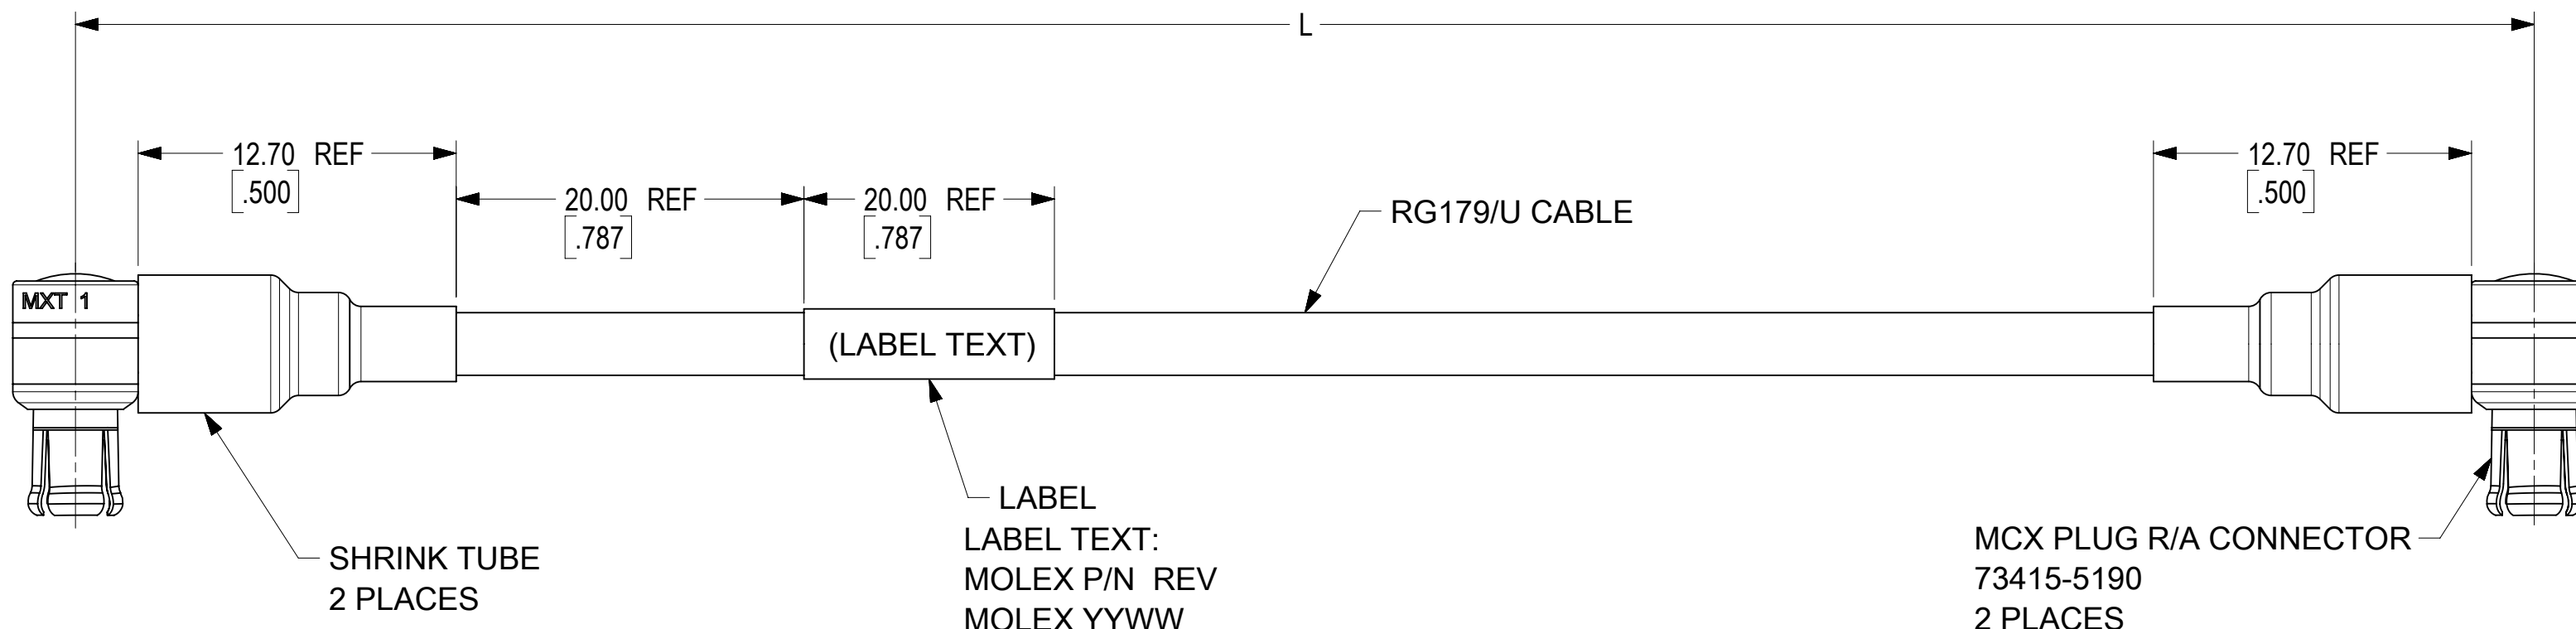 L
12.70 REF
[.500]
20.00 REF
[.787]
20.00 REF
[.787]
RG179/U CABLE
12.70 REF
[.500]
MXT 1
(LABEL TEXT)
SHRINK TUBE
2 PLACES
LABEL
LABEL TEXT:
MOLEX P/N REV
MOLEX YYWW
MCX PLUG R/A CONNECTOR
73415-5190
2 PLACES